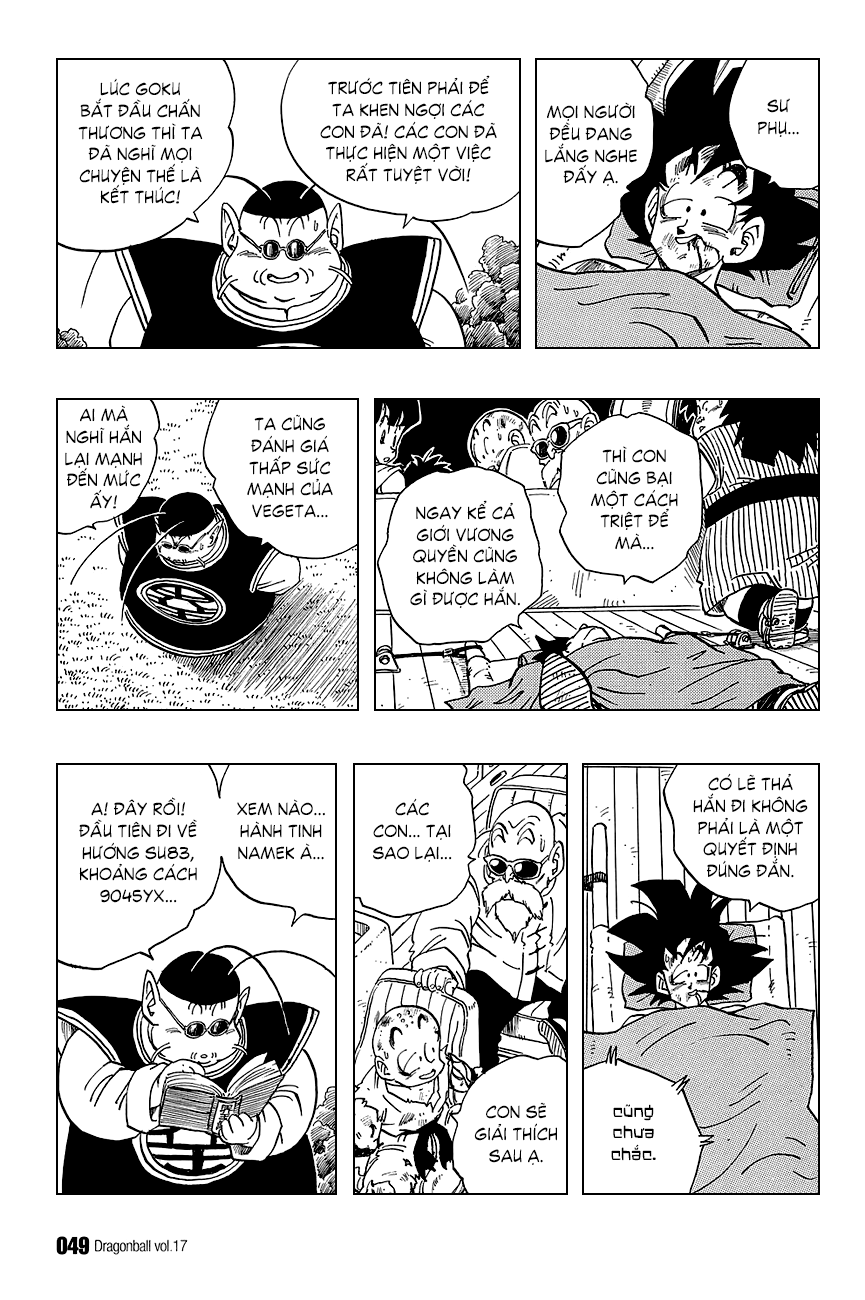 SƯ
PHỤ...
MỌI NGƯỜI
ĐỀU ĐANG
LẮNG NGHE
ĐẤY Ạ.
TRƯỚC TIÊN PHẢI ĐỂ
TA KHEN NGỢI CÁC
CON ĐÃ! CÁC CON ĐÃ
THỰC HIỆN MỘT VIỆC
RẤT TUYỆT VỜI!
LÚC GOKU
BẮT ĐẦU CHẤN
THƯƠNG THÌ TA
ĐÃ NGHĨ MỌI
CHUYỆN THẾ LÀ
KẾT THÚC!
THÌ CON
CŨNG BẠI
MỘT CÁCH
TRIỆT ĐỂ
MÀ...
NGAY KỂ CẢ
GIỚI VƯƠNG
QUYỀN CŨNG
KHÔNG LÀM
GÌ ĐƯỢC HẮN.
TA CŨNG
ĐÁNH GIÁ
THẤP SỨC
MẠNH CỦA
VEGETA...
AI MÀ
NGHĨ HẮN
LẠI MẠNH
ĐẾN MỨC
ẤY!
CÓ LẼ THẢ
HẮN ĐI KHÔNG
PHẢI LÀ MỘT
QUYẾT ĐỊNH
ĐÚNG ĐẮN.
cũng
chưa
chắc.
CÁC
CON... TẠI
SAO LẠI...
CON SẼ
GIẢI THÍCH
SAU Ạ.
XEM NÀO...
HÀNH TINH
NAMEK À...
A! ĐÂY RỒI!
ĐẦU TIÊN ĐI VỀ
HƯỚNG SU83,
KHOẢNG CÁCH
9045YX...
049 Dragonball vol.17